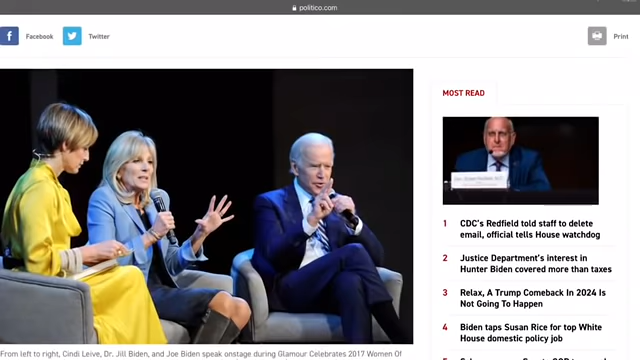 politico.com
Facebook
Twitter
Print
MOST READ
1 CDC's Redfield told staff to delete
email, official tells House watchdog
2 Justice Department's interest in
Hunter Biden covered more than taxes
3 Relax, A Trump Comeback In 2024 Is
Not Going To Happen
4 Biden taps Susan Rice for top White
House domestic policy job
From left to right, Cindi Leive, Dr. Jill Biden, and Joe Biden speak onstage during Glamour Celebrates 2017 Women Of